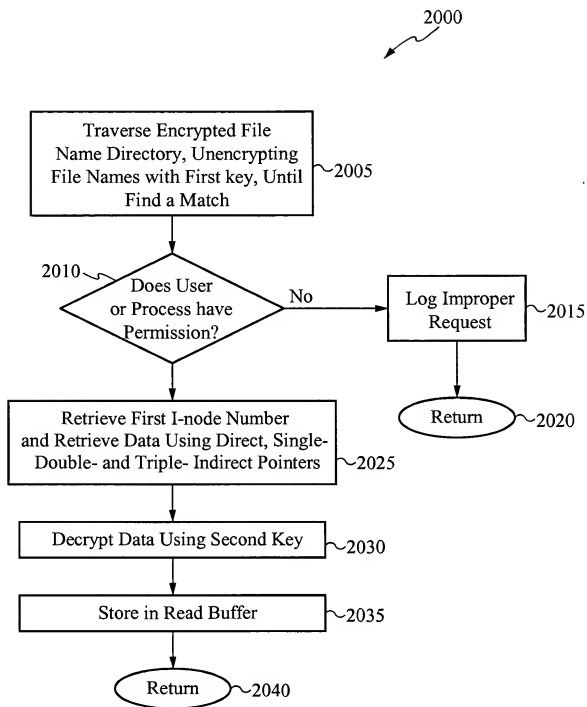 2000
Traverse Encrypted File
Name Directory, Unencrypting
File Names with First key, Until
Find a Match
2005
2010
Does User
or Process have
Permission?
No
Log Improper
Request
2015
Return
2020
Retrieve First I-node Number
and Retrieve Data Using Direct, Single-
Double- and Triple- Indirect Pointers
2025
Decrypt Data Using Second Key
2030
Store in Read Buffer
2035
Return
2040